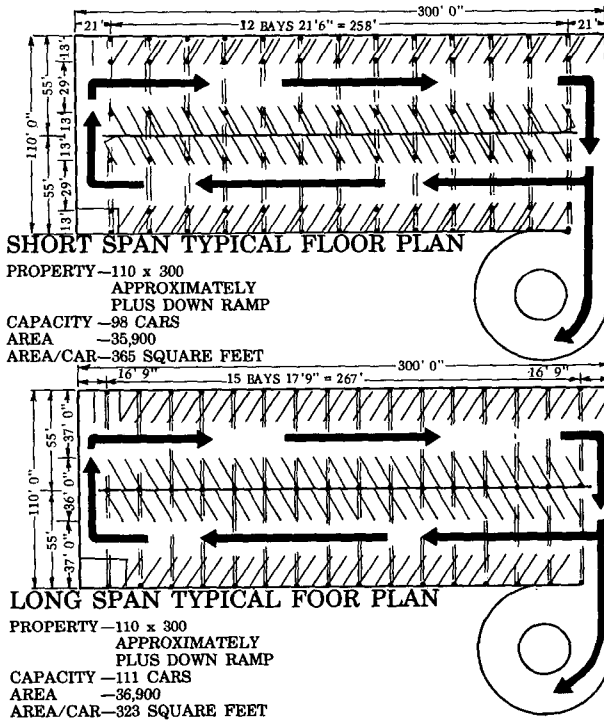 300' 0"
21' 12 BAYS 21'6" = 258' 21'
110' 0"
55'
55'
13'
29'
13'
13'
29'
13'
SHORT SPAN TYPICAL FLOOR PLAN
PROPERTY—110 x 300
APPROXIMATELY
PLUS DOWN RAMP
CAPACITY —98 CARS
AREA —35,900
AREA/CAR—365 SQUARE FEET
300' 0"
16' 9" 15 BAYS 17'9" = 267' 16' 9"
110' 0"
55'
55'
37' 0"
36' 0"
37' 0"
LONG SPAN TYPICAL FOOR PLAN
PROPERTY—110 x 300
APPROXIMATELY
PLUS DOWN RAMP
CAPACITY —111 CARS
AREA —36,900
AREA/CAR—323 SQUARE FEET